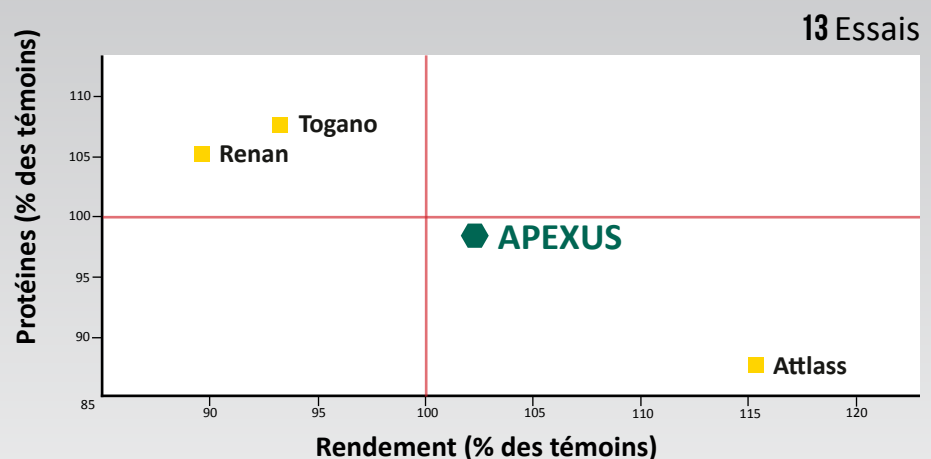 13 Essais
Protéines (% des témoins)
110
105
100
95
90
85
Togano
Renan
APEXUS
Attlass
90 95 100 105 110 115 120
Rendement (% des témoins)